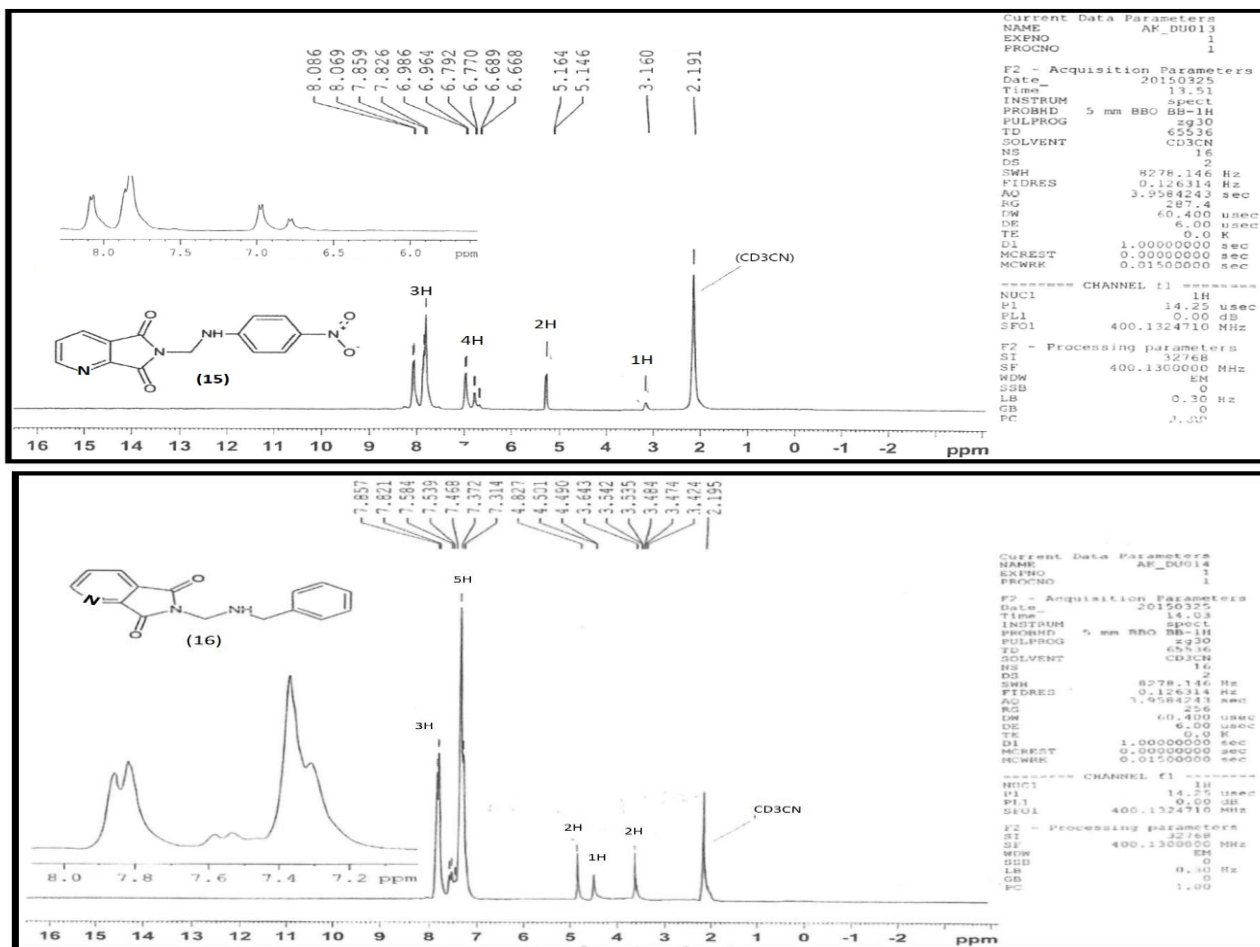 8.086
8.069
7.859
7.826
6.986
6.964
6.792
6.770
6.689
6.668
5.164
5.146
3.160
2.191
Current Data Parameters
NAME AK_DU013
EXPNO 1
PROCNO 1
F2 - Acquisition Parameters
Date_ 20150325
Time 13.51
INSTRUM spect
PROBHD 5 mm BBO BB-1H
PULPROG zg30
TD 65536
SOLVENT CD3CN
NS 16
DS 2
SWH 8278.146 Hz
FIDRES 0.126314 Hz
AQ 3.9584243 sec
RG 287.4
DW 60.400 usec
DE 6.00 usec
TE 0.0 K
D1 1.00000000 sec
MCREST 0.00000000 sec
MCWRK 0.01500000 sec
======== CHANNEL f1 ========
NUC1 1H
P1 14.25 usec
PL1 0.00 dB
SFO1 400.1324710 MHz
F2 - Processing parameters
SI 32768
SF 400.1300000 MHz
WDW EM
SSB 0
LB 0.30 Hz
GB 0
PC
8.0 7.5 7.0 6.5 6.0 ppm
O
NH
N
O
N
N+
O
O-
(15)
3H
4H
2H
1H
(CD3CN)
16 15 14 13 12 11 10 9 8 7 6 5 4 3 2 1 0 -1 -2 ppm
7.857
7.821
7.584
7.539
7.468
7.372
7.314
4.827
4.501
4.490
3.643
3.542
3.535
3.484
3.474
3.424
2.195
N
O
N
O
NH
(16)
8.0 7.8 7.6 7.4 7.2 ppm
3H
5H
2H
1H
2H
CD3CN
Current Data Parameters
NAME AK_DU014
EXPNO 1
PROCNO 1
F2 - Acquisition Parameters
Date_ 20150325
Time 14.03
INSTRUM spect
PROBHD 5 mm BBO BB-1H
PULPROG zg30
TD 65536
SOLVENT CD3CN
NS 16
DS 2
SWH 8278.146 Hz
FIDRES 0.126314 Hz
AQ 3.9584243 sec
RG 256
DW 60.400 usec
DE 6.00 usec
TE 0.0 K
D1 1.00000000 sec
MCREST 0.00000000 sec
MCWRK 0.01500000 sec
======== CHANNEL f1 ========
NUC1 1H
P1 14.25 usec
PL1 0.00 dB
SFO1 400.1324710 MHz
F2 - Processing parameters
SI 32768
SF 400.1300000 MHz
WDW EM
SSB 0
LB 0.30 Hz
GB 0
PC 1.00
16 15 14 13 12 11 10 9 8 7 6 5 4 3 2 1 0 -1 -2 ppm